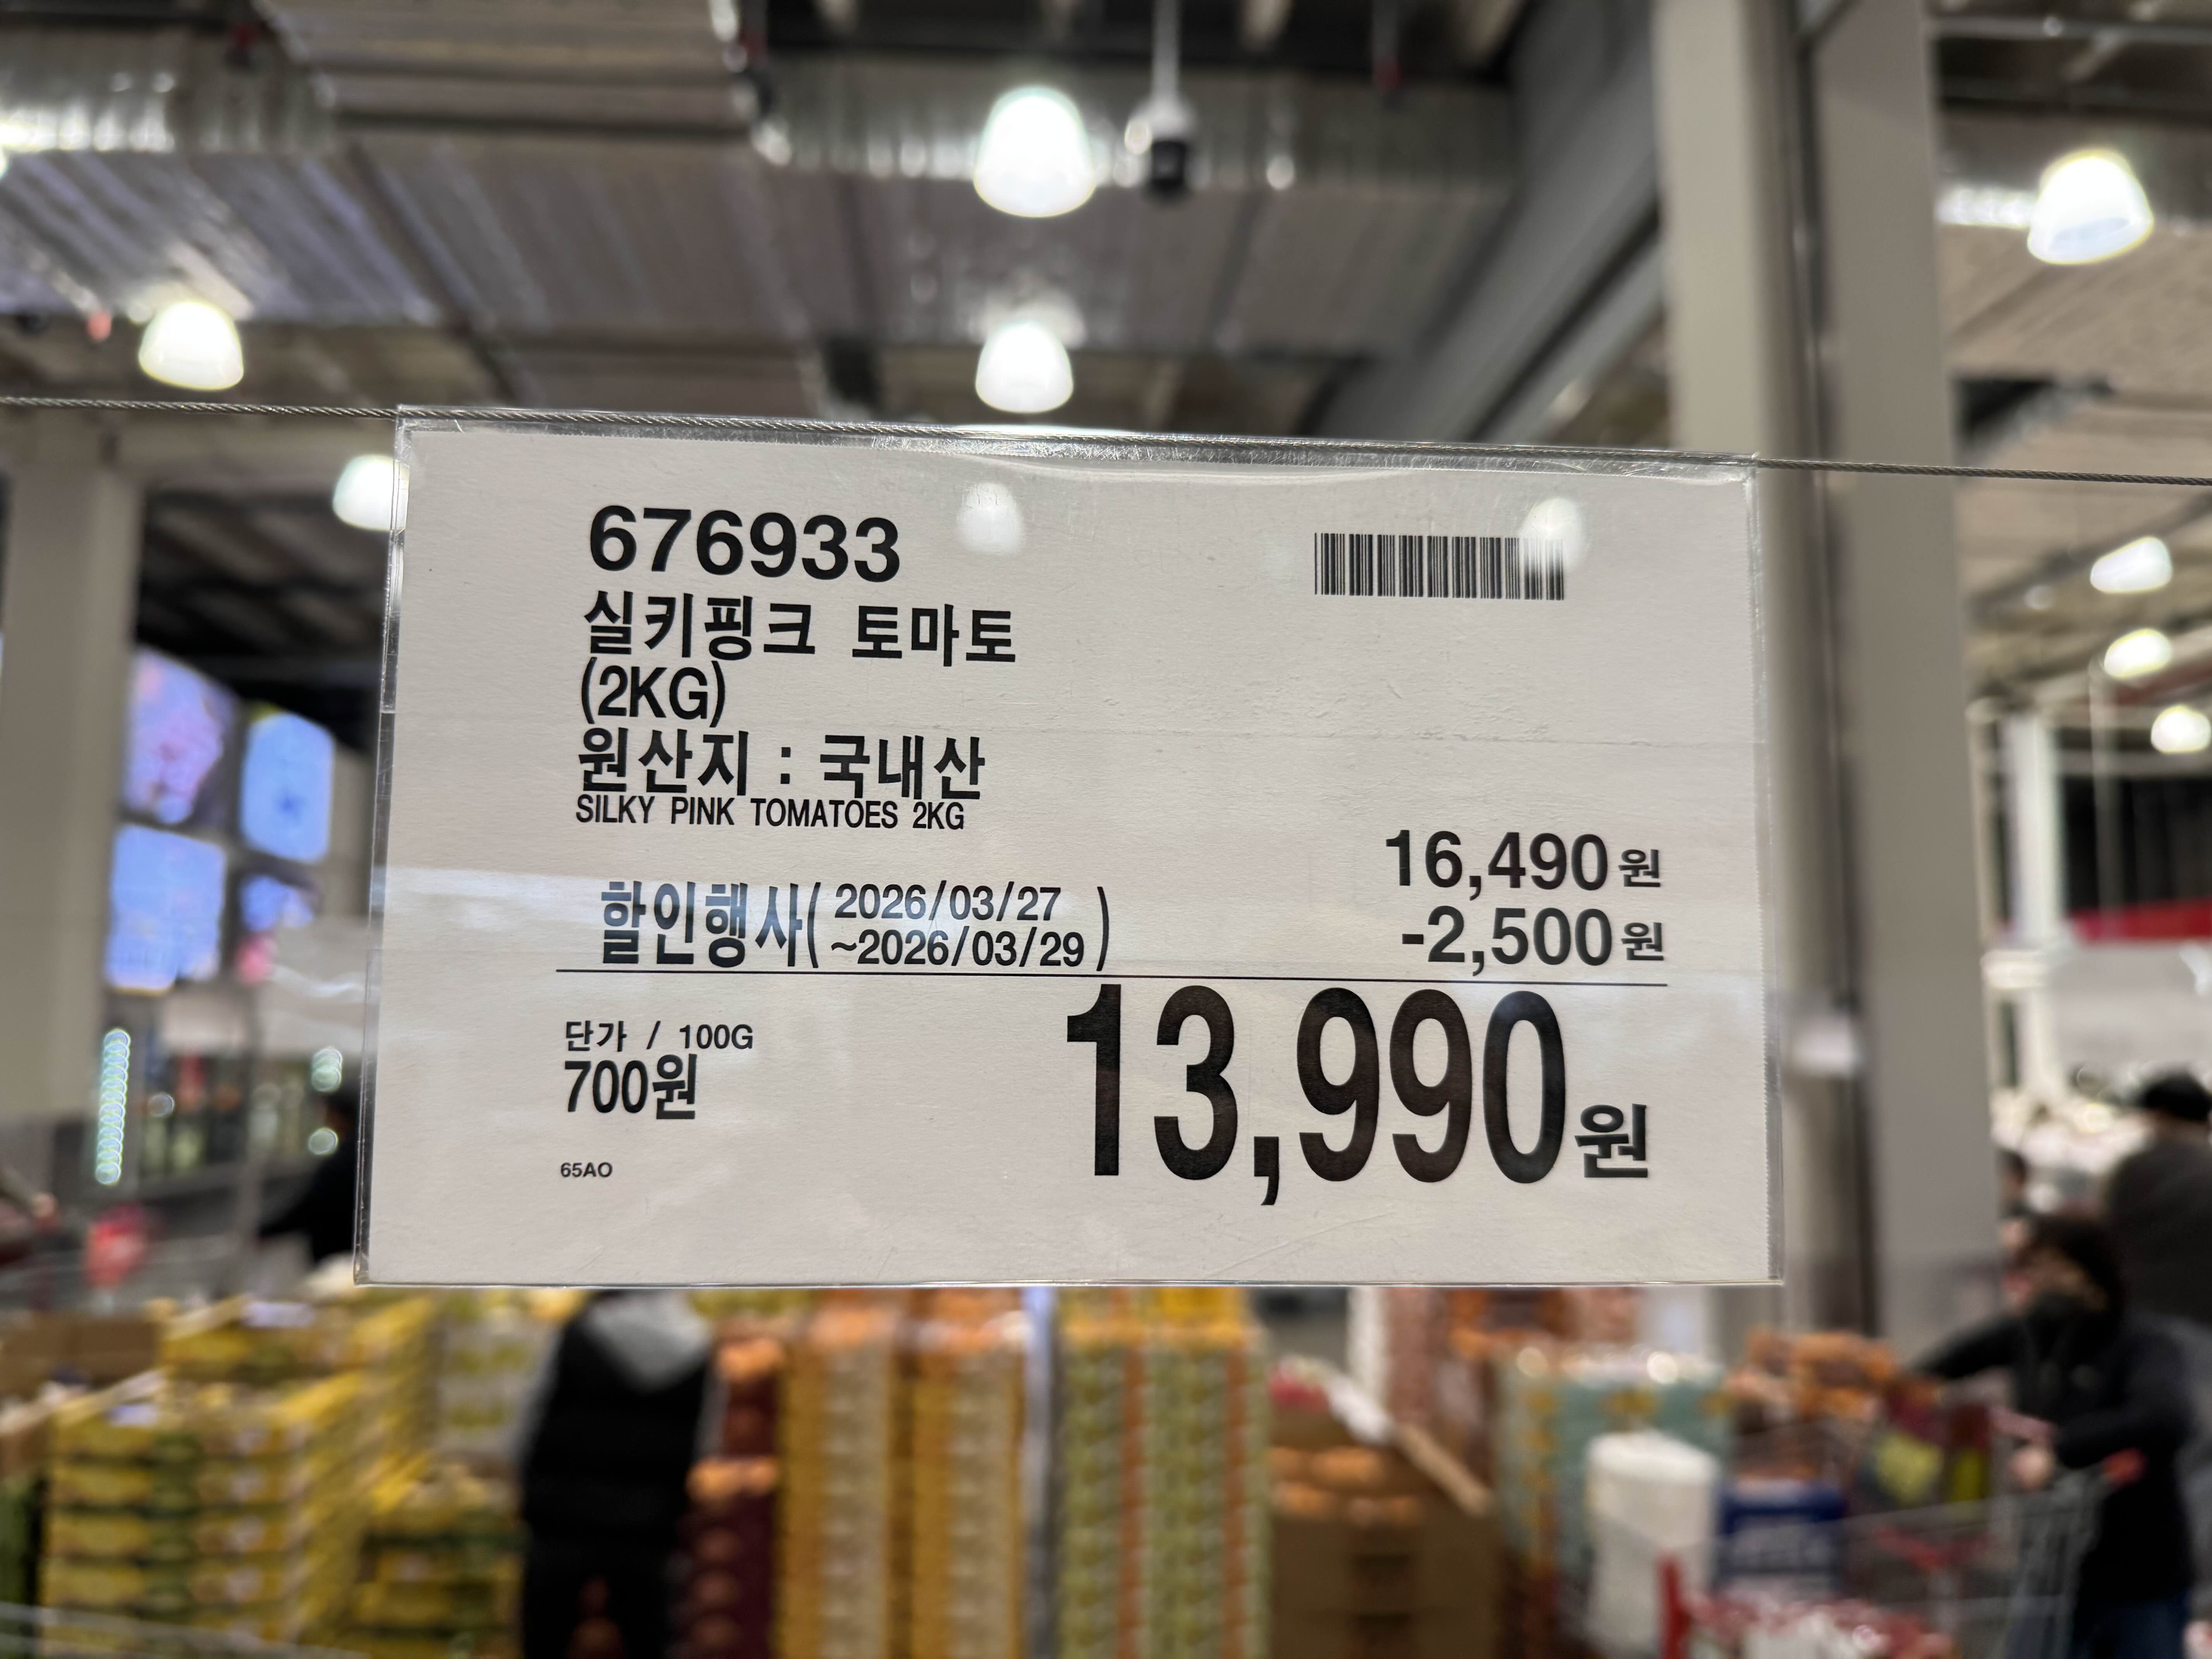 676933
실키핑크 토마토
(2KG)
원산지 : 국내산
SILKY PINK TOMATOES 2KG
16,490원
할인행사( 2026/03/27
~2026/03/29 )
-2,500원
단가 / 100G
700원
13,990원
65AO